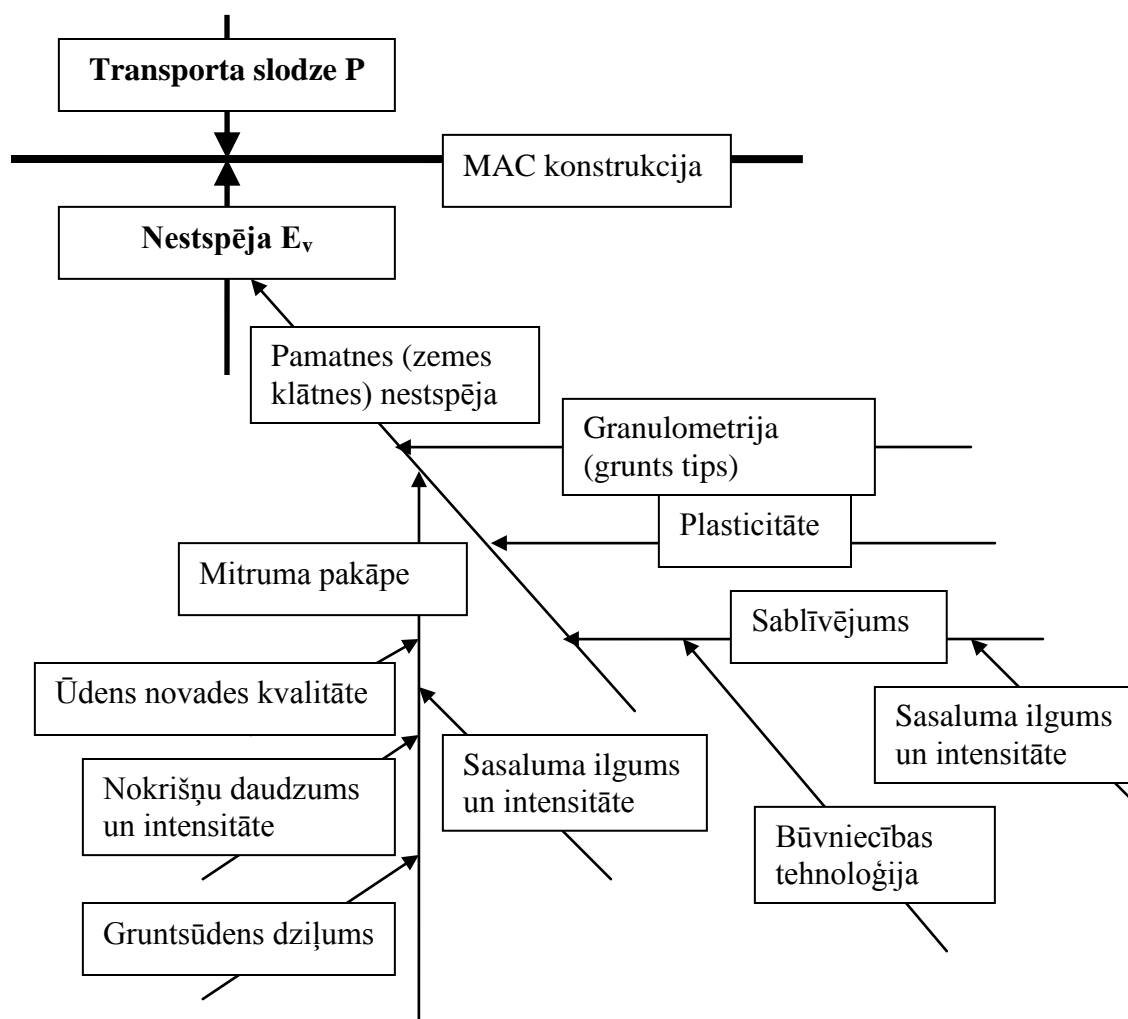 Transporta slodze P
MAC konstrukcija
Nestspēja Eᵥ
Pamatnes (zemes
klātnes) nestspēja
Granulometrija
(grunts tips)
Plasticitāte
Mitruma pakāpe
Sablīvējums
Ūdens novades kvalitāte
Sasaluma ilgums
un intensitāte
Sasaluma ilgums
un intensitāte
Nokrišņu daudzums
un intensitāte
Būvniecības
tehnoloģija
Gruntsūdens dziļums